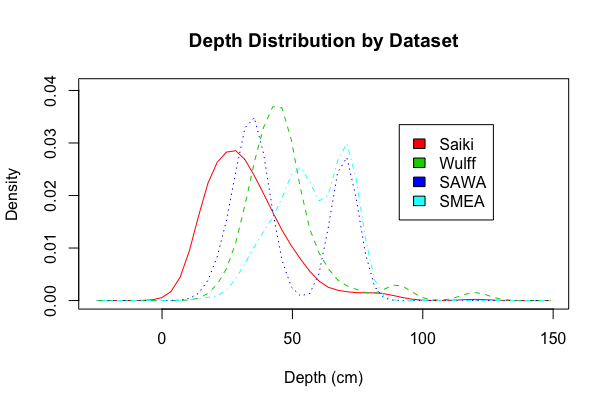 Depth Distribution by Dataset
Density
0.04
0.03
0.02
0.01
0.00
Saiki
Wulff
SAWA
SMEA
0 50 100 150
Depth (cm)